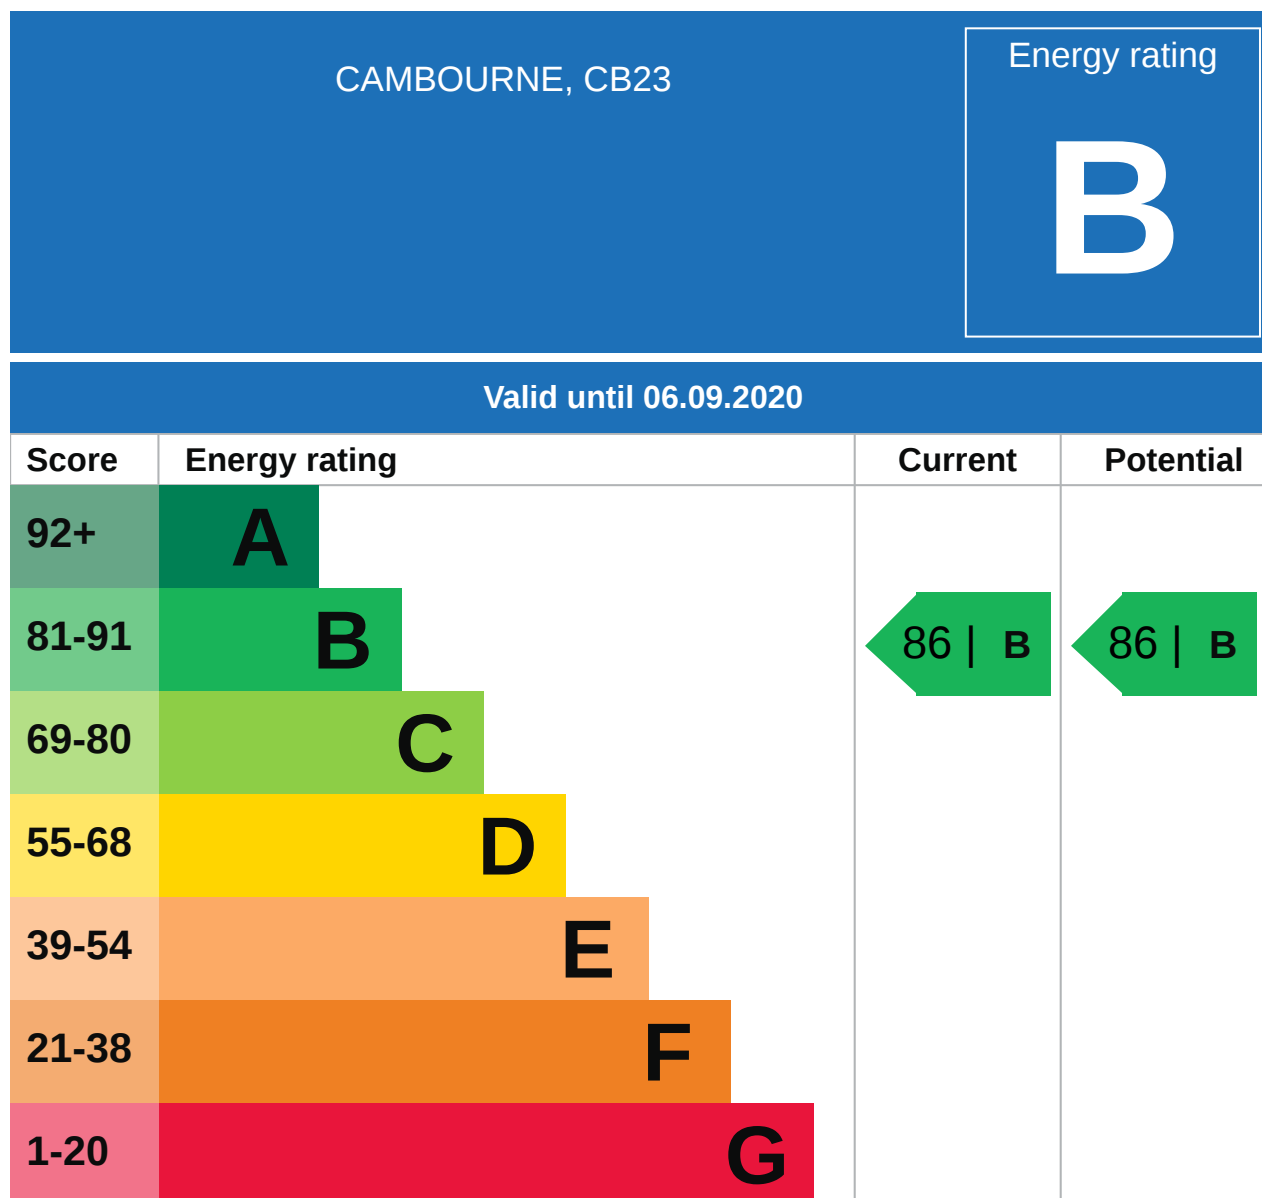 CAMBOURNE, CB23
Energy rating
B
Valid until 06.09.2020
Score Energy rating Current Potential
92+ A
81-91 B 86 | B 86 | B
69-80 C
55-68 D
39-54 E
21-38 F
1-20 G